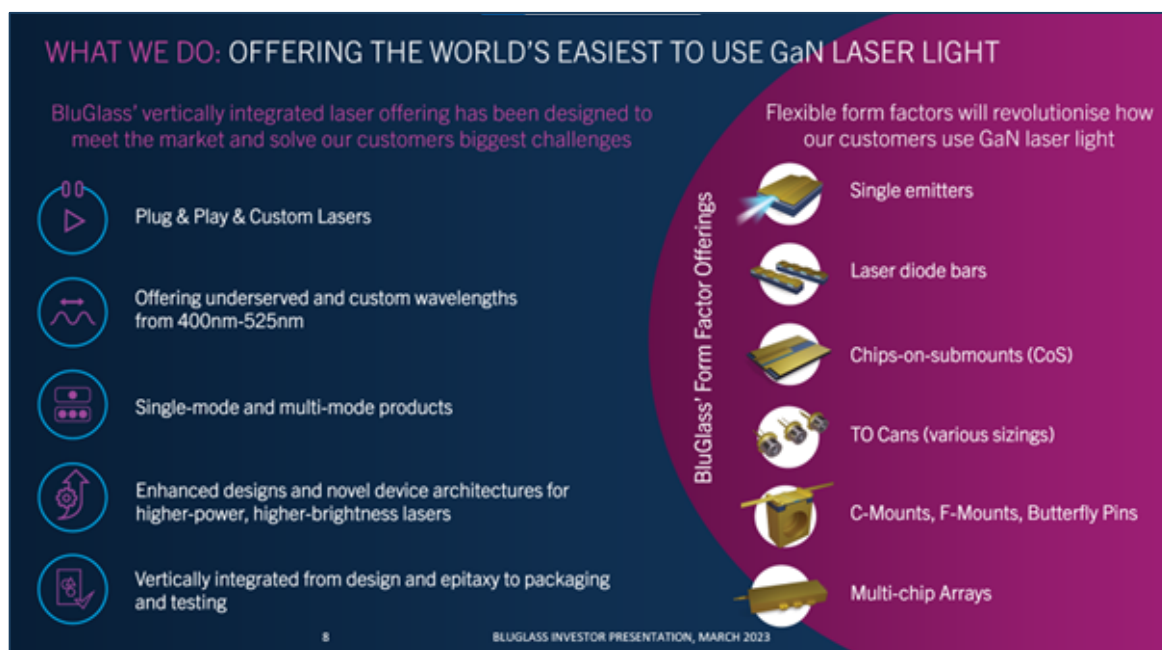 WHAT WE DO: OFFERING THE WORLD'S EASIEST TO USE GaN LASER LIGHT
BluGlass' vertically integrated laser offering has been designed to
meet the market and solve our customers biggest challenges
Plug & Play & Custom Lasers
Offering underserved and custom wavelengths
from 400nm-525nm
Single-mode and multi-mode products
Enhanced designs and novel device architectures for
higher-power, higher-brightness lasers
Vertically integrated from design and epitaxy to packaging
and testing
Flexible form factors will revolutionise how
our customers use GaN laser light
BluGlass' Form Factor Offerings
Single emitters
Laser diode bars
Chips-on-submounts (CoS)
TO Cans (various sizings)
C-Mounts, F-Mounts, Butterfly Pins
Multi-chip Arrays
8
BLUGLASS INVESTOR PRESENTATION, MARCH 2023